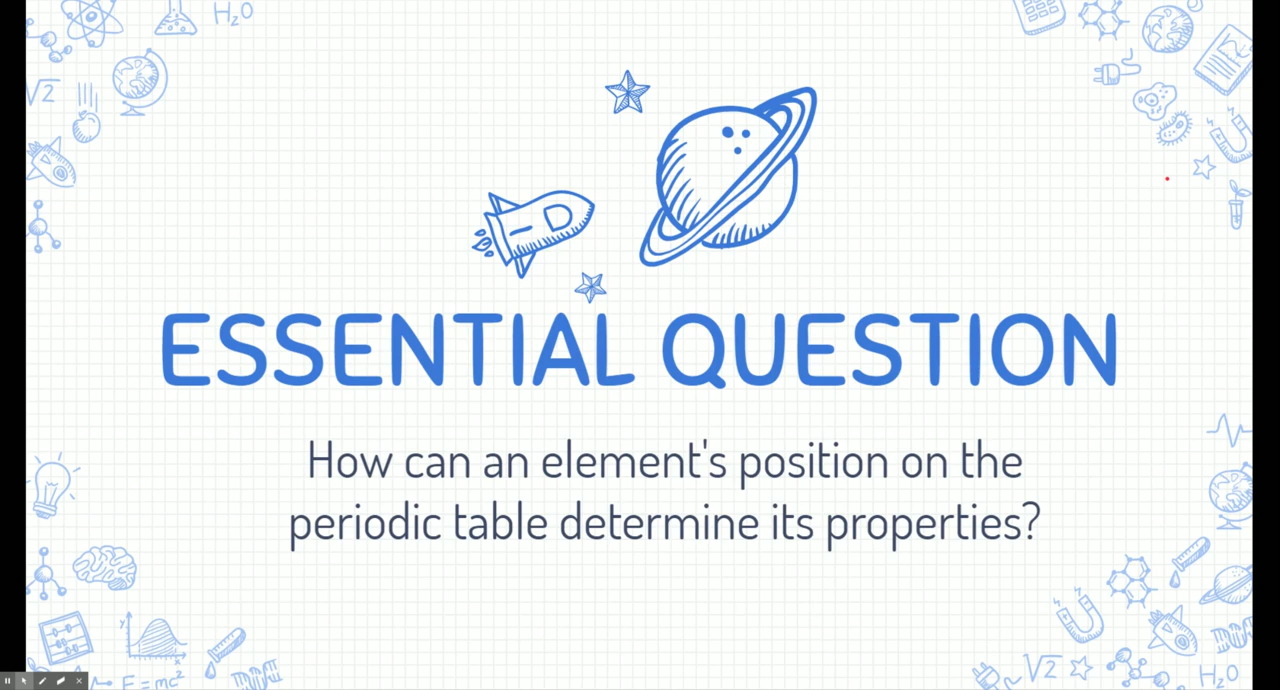 H₂O
√2
ESSENTIAL QUESTION
How can an element's position on the
periodic table determine its properties?
y
x
E=mc²
√2
H₂O